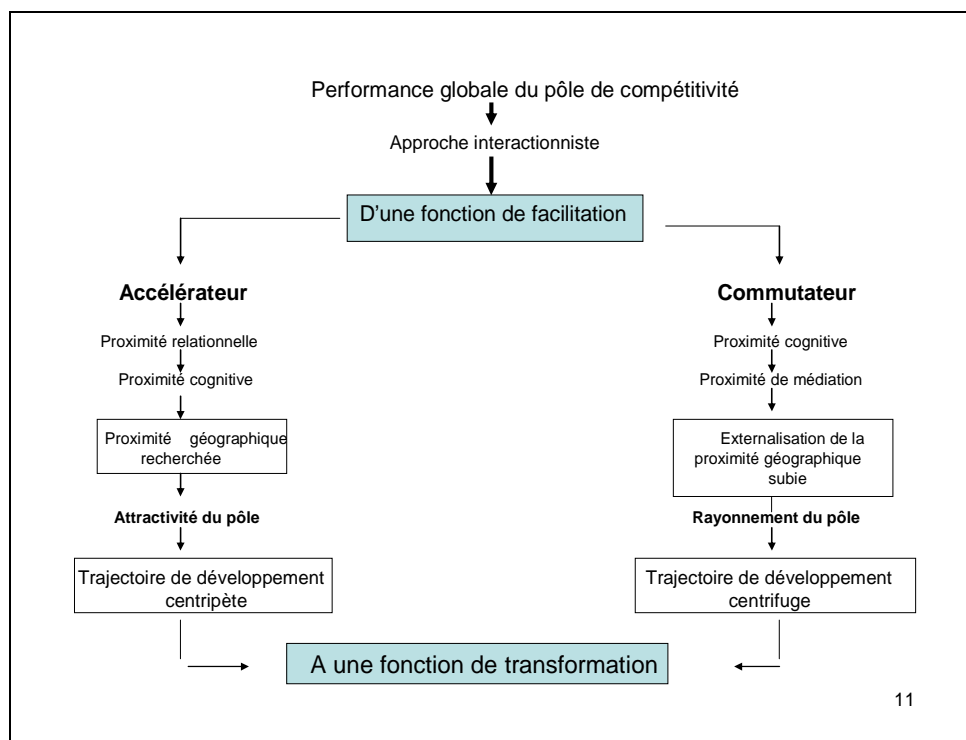 Performance globale du pôle de compétitivité
Approche interactionniste
D'une fonction de facilitation
Accélérateur
Proximité relationnelle
Proximité cognitive
Proximité géographique
recherchée
Attractivité du pôle
Trajectoire de développement
centripète
Commutateur
Proximité cognitive
Proximité de médiation
Externalisation de la
proximité géographique
subie
Rayonnement du pôle
Trajectoire de développement
centrifuge
A une fonction de transformation
11